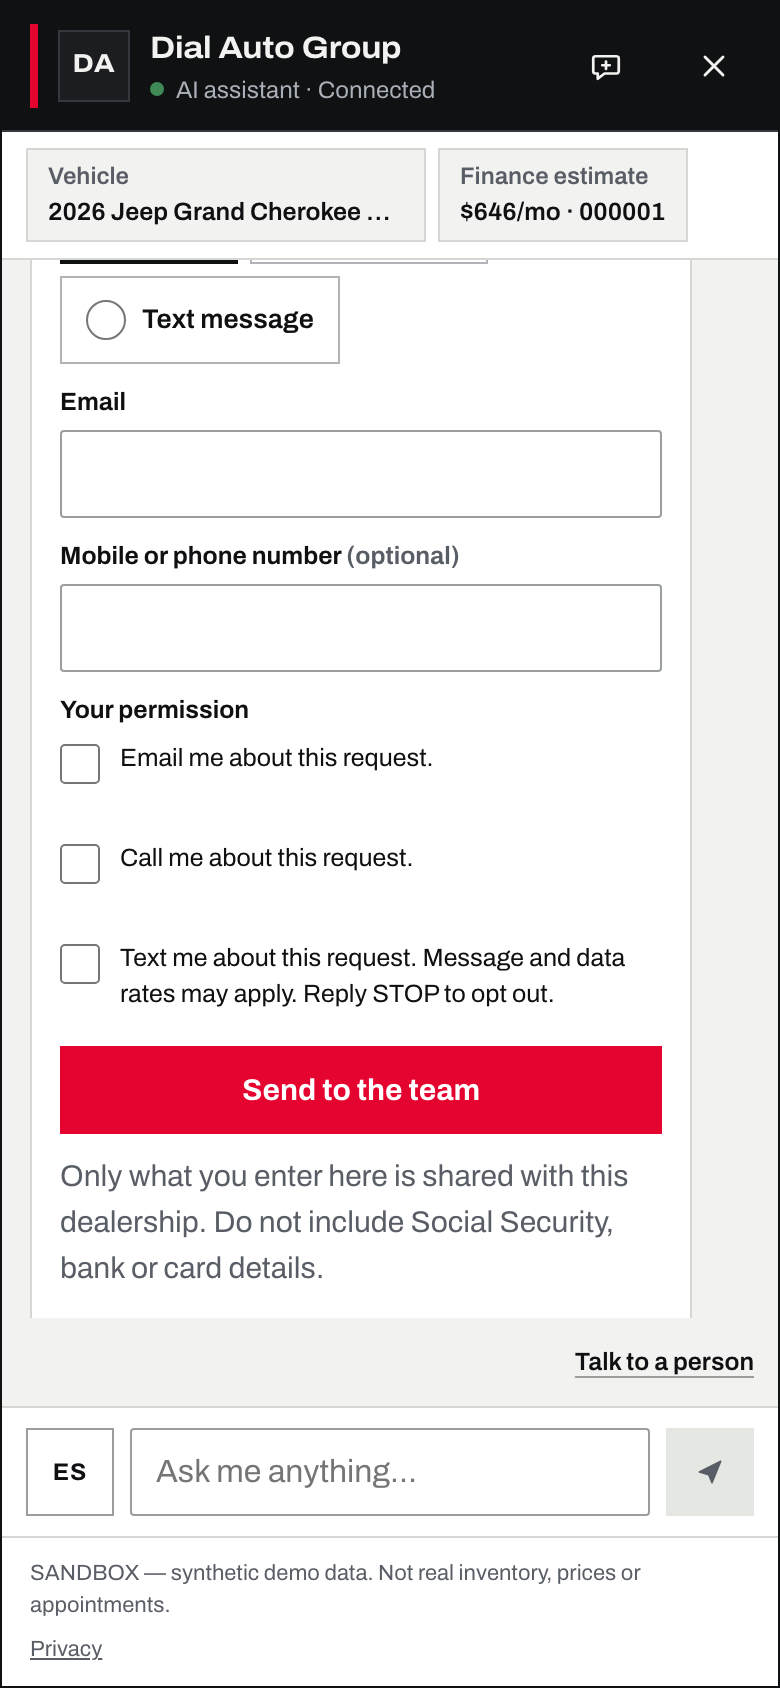 DA
Dial Auto Group
AI assistant · Connected
Vehicle
2026 Jeep Grand Cherokee ...
Finance estimate
$646/mo · 000001
Text message
Email
Mobile or phone number (optional)
Your permission
Email me about this request.
Call me about this request.
Text me about this request. Message and data
rates may apply. Reply STOP to opt out.
Send to the team
Only what you enter here is shared with this
dealership. Do not include Social Security,
bank or card details.
Talk to a person
ES
Ask me anything...
SANDBOX — synthetic demo data. Not real inventory, prices or
appointments.
Privacy